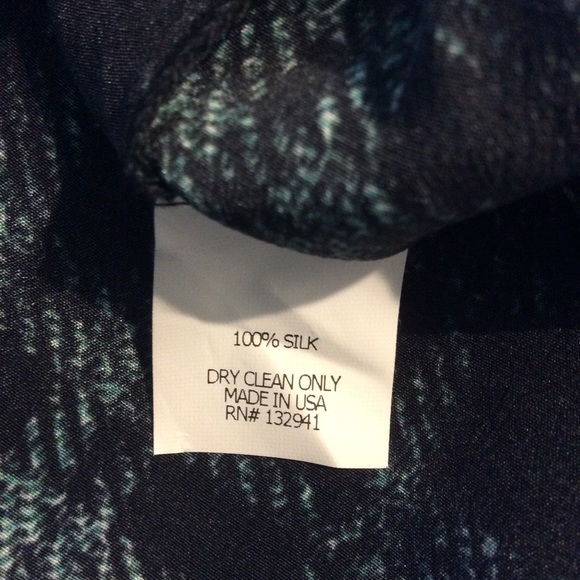 100% SILK
DRY CLEAN ONLY
MADE IN USA
RN# 132941